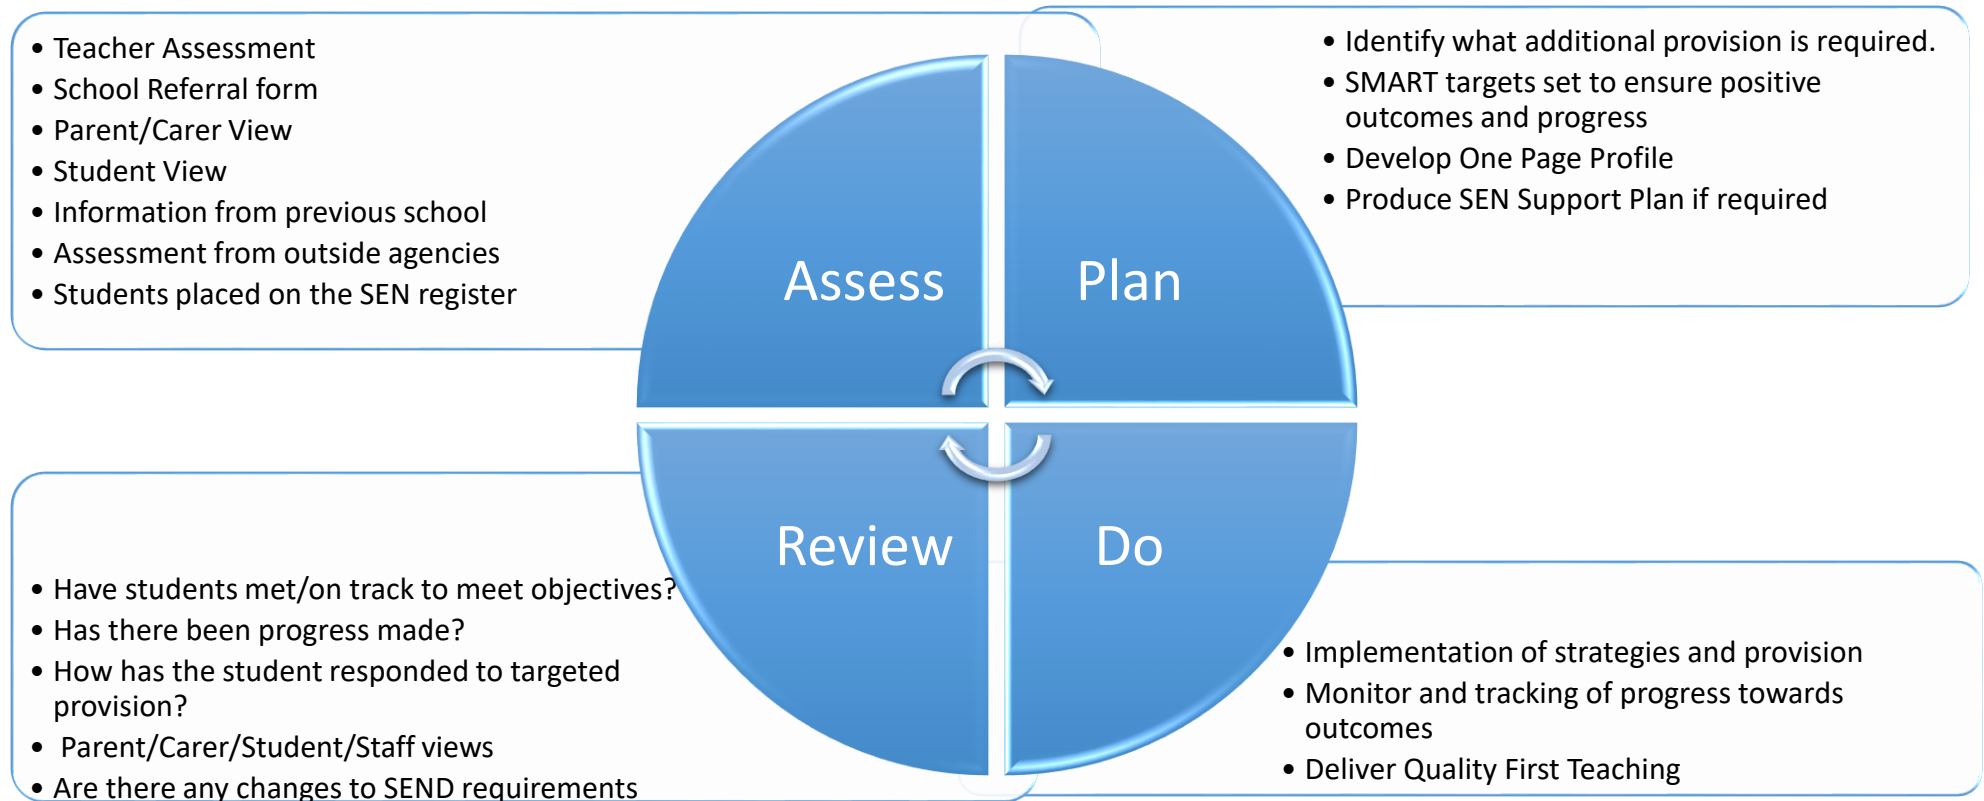 • Teacher Assessment
• School Referral form
• Parent/Carer View
• Student View
• Information from previous school
• Assessment from outside agencies
• Students placed on the SEN register
• Identify what additional provision is required.
• SMART targets set to ensure positive
outcomes and progress
• Develop One Page Profile
• Produce SEN Support Plan if required
Assess
Plan
Review
Do
• Have students met/on track to meet objectives?
• Has there been progress made?
• How has the student responded to targeted
provision?
• Parent/Carer/Student/Staff views
• Are there any changes to SEND requirements
• Implementation of strategies and provision
• Monitor and tracking of progress towards
outcomes
• Deliver Quality First Teaching